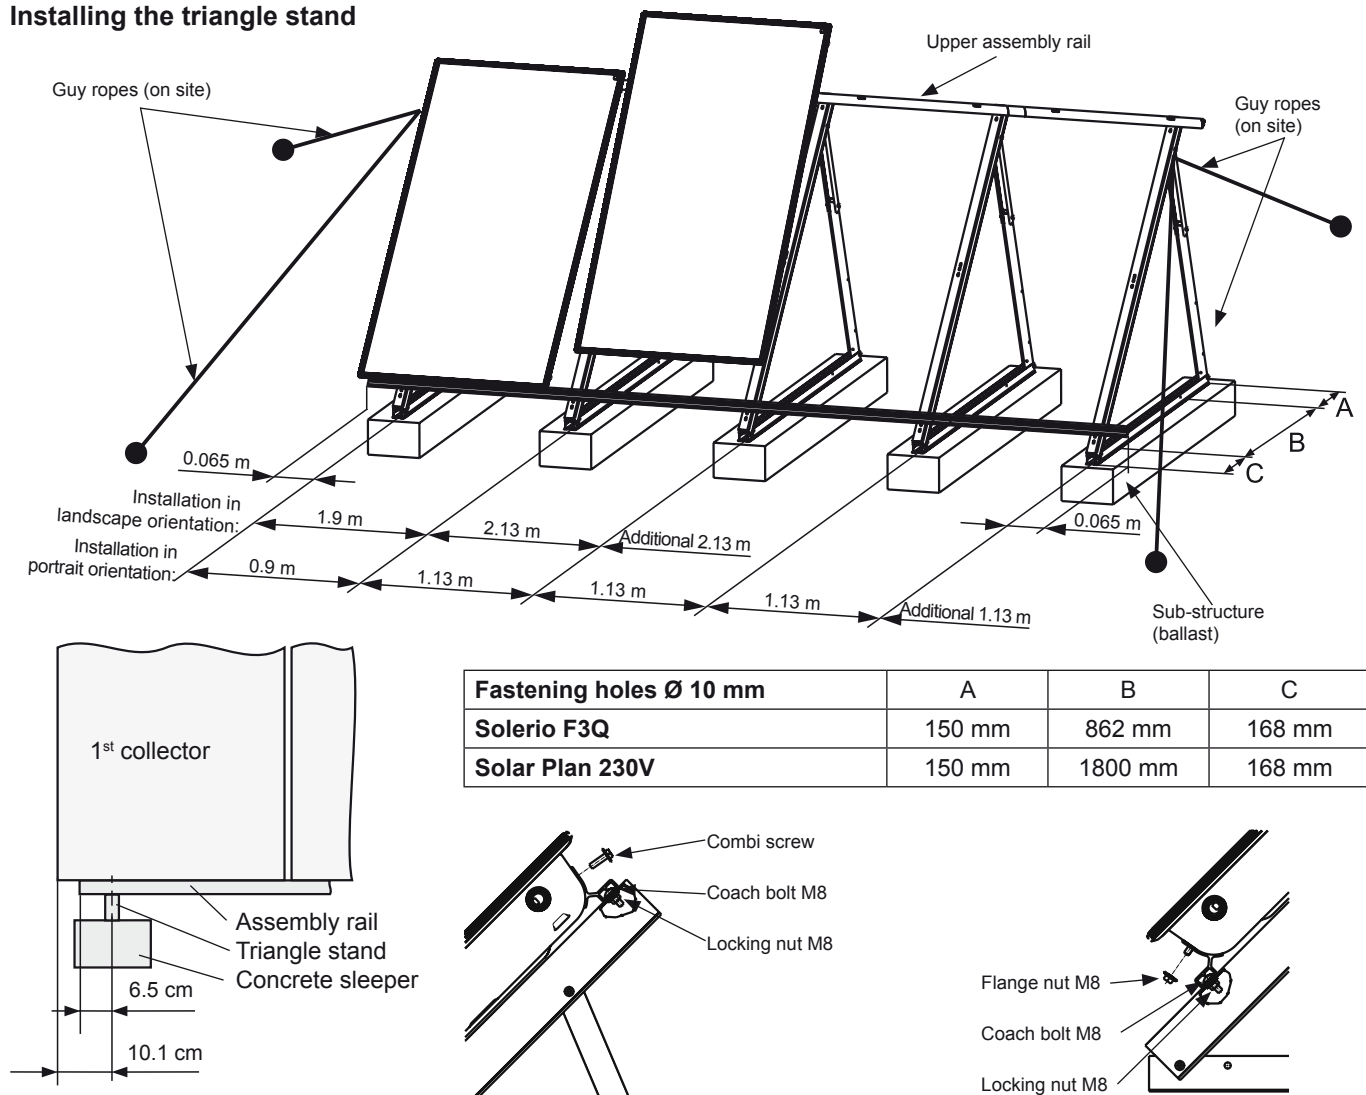 Installing the triangle stand
Upper assembly rail
Guy ropes (on site)
Guy ropes
(on site)
A
B
C
0.065 m
Installation in
landscape orientation:
1.9 m
2.13 m
Additional 2.13 m
0.065 m
Installation in
portrait orientation:
0.9 m
1.13 m
1.13 m
1.13 m
Additional 1.13 m
Sub-structure
(ballast)
1st collector
Assembly rail
Triangle stand
Concrete sleeper
6.5 cm
10.1 cm
Fastening holes Ø 10 mm A B C
Solerio F3Q 150 mm 862 mm 168 mm
Solar Plan 230V 150 mm 1800 mm 168 mm
Combi screw
Coach bolt M8
Locking nut M8
Flange nut M8
Coach bolt M8
Locking nut M8